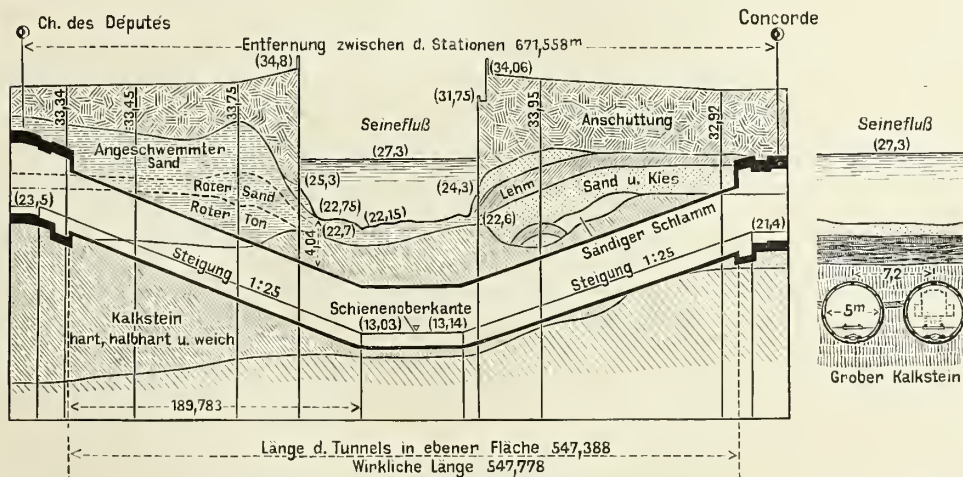 Ch. des Députés
Concorde
Entfernung zwischen d. Stationen 671,558ᵐ
(34,8)
(34,06)
(31,75)
33,34
33,45
33,75
33,95
32,92
Anschüttung
Seinefluß
(27,3)
Seinefluß
(27,3)
Angeschwemmter
Sand
(25,3)
(24,3)
Lehm
Sand u. Kies
Roter Sand
(22,75)
(22,15)
(23,5)
Roter Ton
(22,7)
(22,6)
4,04
Sändiger Schlamm
(21,4)
Steigung 1:25
Steigung 1:25
7,2
Schienenoberkante
(13,03)
(13,14)
5ᵐ
Kalkstein
hart, halbhart u. weich
Grober Kalkstein
189,783
Länge d. Tunnels in ebener Fläche 547,388
Wirkliche Länge 547,778